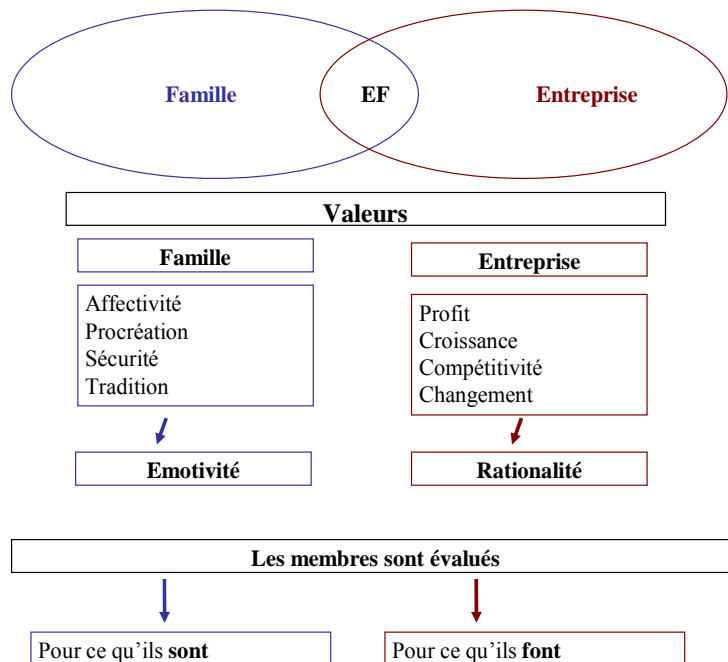 Famille
EF
Entreprise
Valeurs
Famille
Entreprise
Affectivité
Procréation
Sécurité
Tradition
Profit
Croissance
Compétitivité
Changement
Emotivité
Rationalité
Les membres sont évalués
Pour ce qu’ils sont
Pour ce qu’ils font